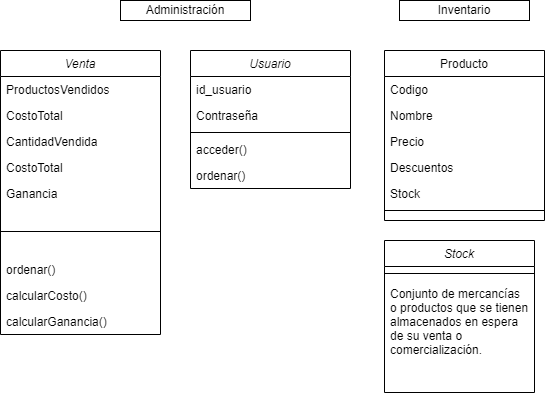 Administración
Inventario
Venta
ProductosVendidos
CostoTotal
CantidadVendida
CostoTotal
Ganancia
ordenar()
calcularCosto()
calcularGanancia()
Usuario
id_usuario
Contraseña
acceder()
ordenar()
Producto
Codigo
Nombre
Precio
Descuentos
Stock
Stock
Conjunto de mercancías
o productos que se tienen
almacenados en espera
de su venta o
comercialización.